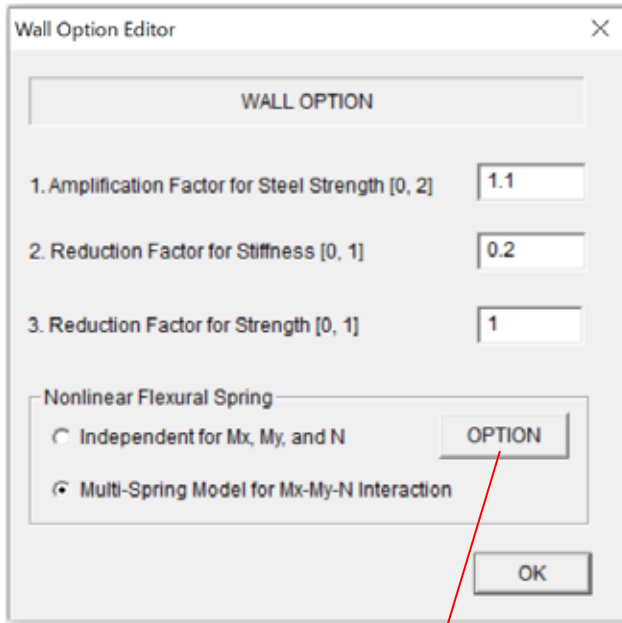 Wall Option Editor
WALL OPTION
1. Amplification Factor for Steel Strength [0, 2] 1.1
2. Reduction Factor for Stiffness [0, 1] 0.2
3. Reduction Factor for Strength [0, 1] 1
Nonlinear Flexural Spring
Independent for Mx, My, and N OPTION
Multi-Spring Model for Mx-My-N Interaction
OK